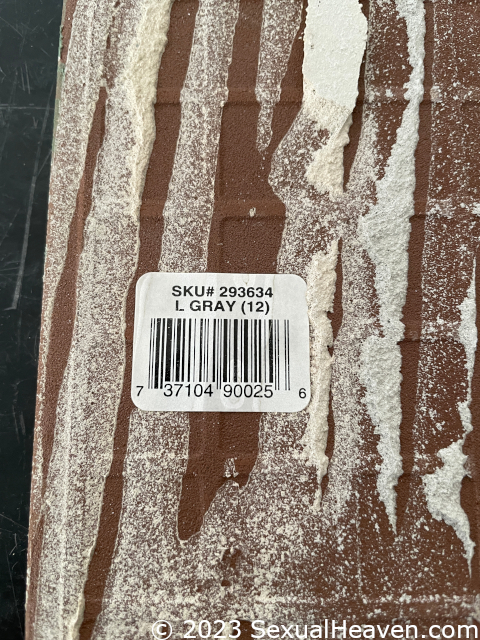 SKU# 293634
L GRAY (12)
7 37104 90025 6
© 2023 SexualHeaven.com